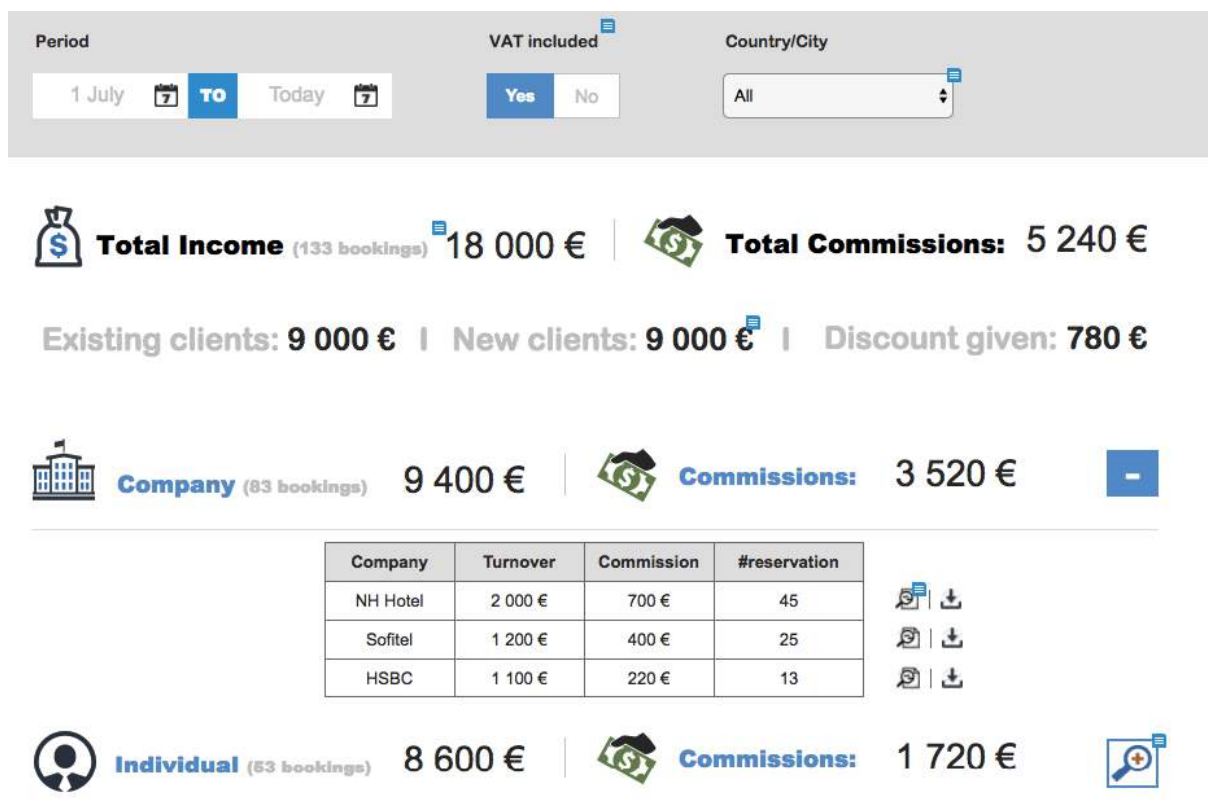 Period VAT included Country/City
1 July 7 TO Today 7 Yes No All
$ Total Income (133 bookings) 18 000 € $ Total Commissions: 5 240 €
Existing clients: 9 000 € | New clients: 9 000 € | Discount given: 780 €
Company (83 bookings) 9 400 € $ Commissions: 3 520 € -
Company Turnover Commission #reservation
NH Hotel 2 000 € 700 € 45
Sofitel 1 200 € 400 € 25
HSBC 1 100 € 220 € 13
Individual (53 bookings) 8 600 € $ Commissions: 1 720 €